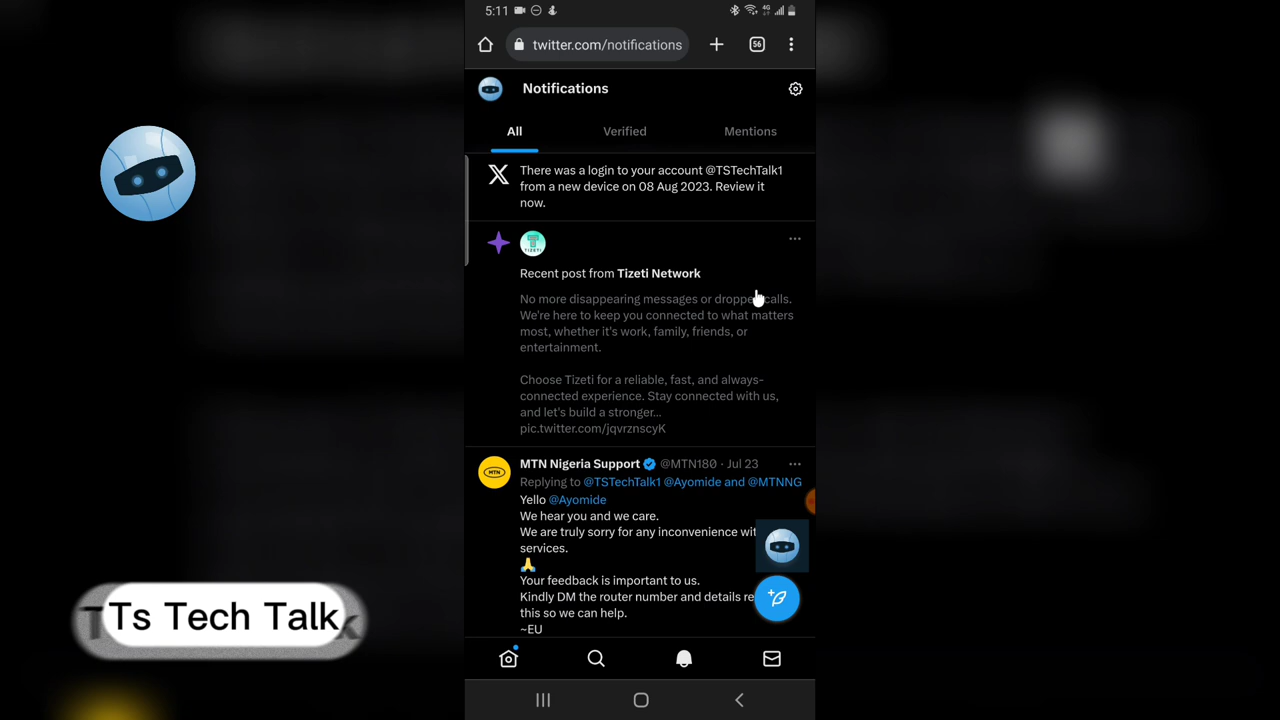 5:11
4G
twitter.com/notifications
56
Notifications
All
Verified
Mentions
There was a login to your account @TSTechTalk1
from a new device on 08 Aug 2023. Review it
now.
TIZETI
Recent post from Tizeti Network
No more disappearing messages or dropped calls.
We're here to keep you connected to what matters
most, whether it's work, family, friends, or
entertainment.
Choose Tizeti for a reliable, fast, and always-
connected experience. Stay connected with us,
and let's build a stronger...
pic.twitter.com/jqvrznscyK
MTN
MTN Nigeria Support @MTN180 · Jul 23
Replying to @TSTechTalk1 @Ayomide and @MTNNG
Yello @Ayomide
We hear you and we care.
We are truly sorry for any inconvenience wit
services.
🙏
Your feedback is important to us.
Kindly DM the router number and details re
this so we can help.
~EU
Ts Tech Talk